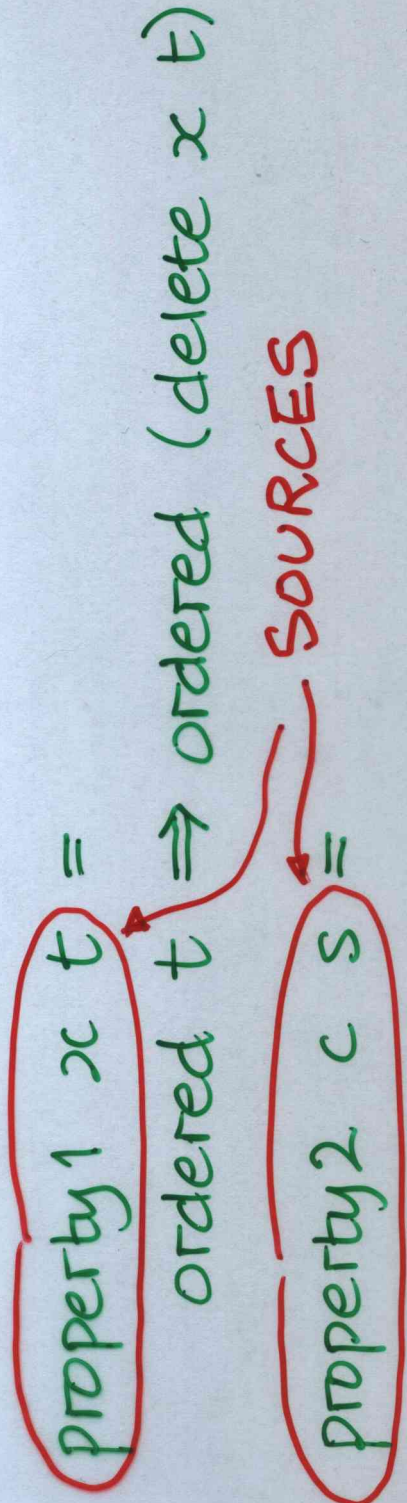 property1 x t =
ordered t ⇒ ordered (delete x t)
SOURCES
property2 c s =